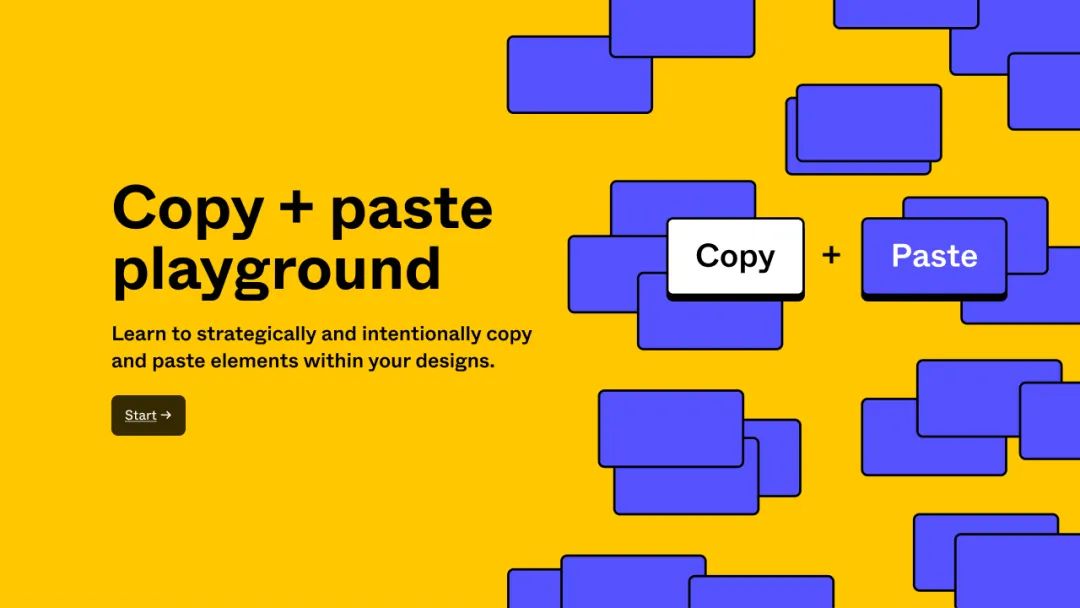 Copy + paste
playground
Learn to strategically and intentionally copy
and paste elements within your designs.
Start →
Copy + Paste